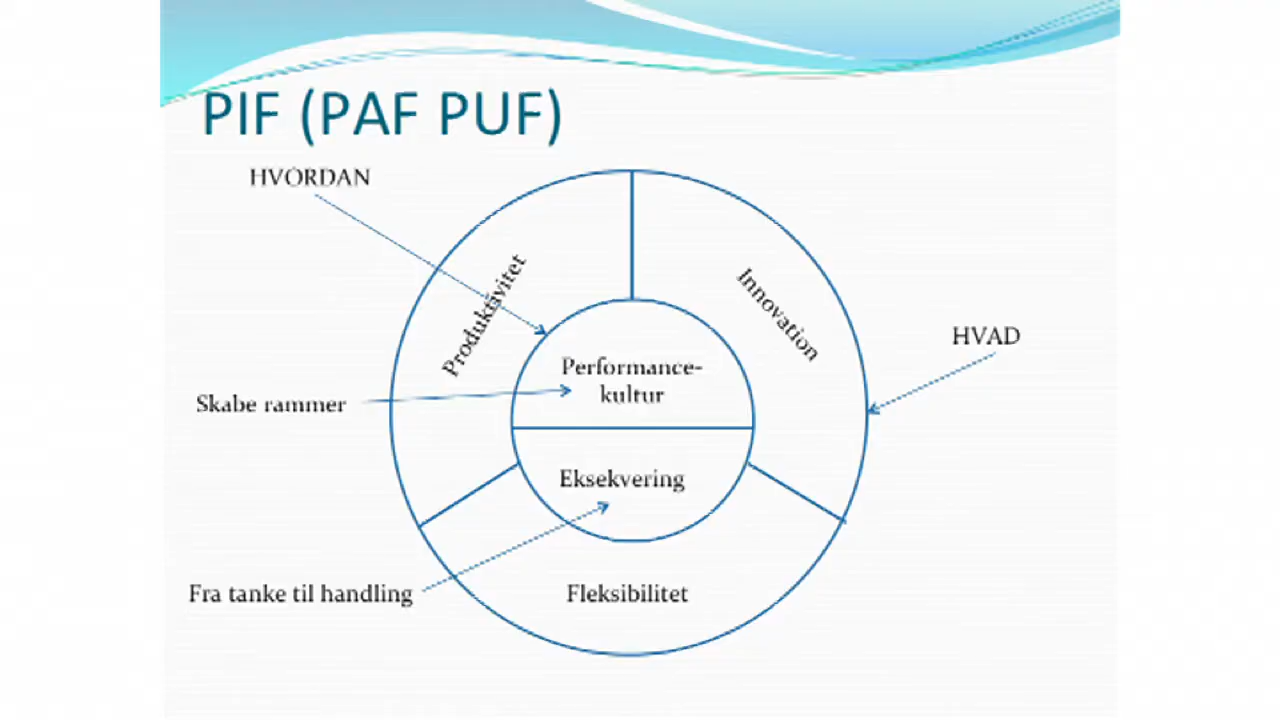 PIF (PAF PUF)
HVORDAN
Produktivitet
Innovation
HVAD
Performance-
kultur
Skabe rammer
Eksekvering
Fra tanke til handling
Fleksibilitet